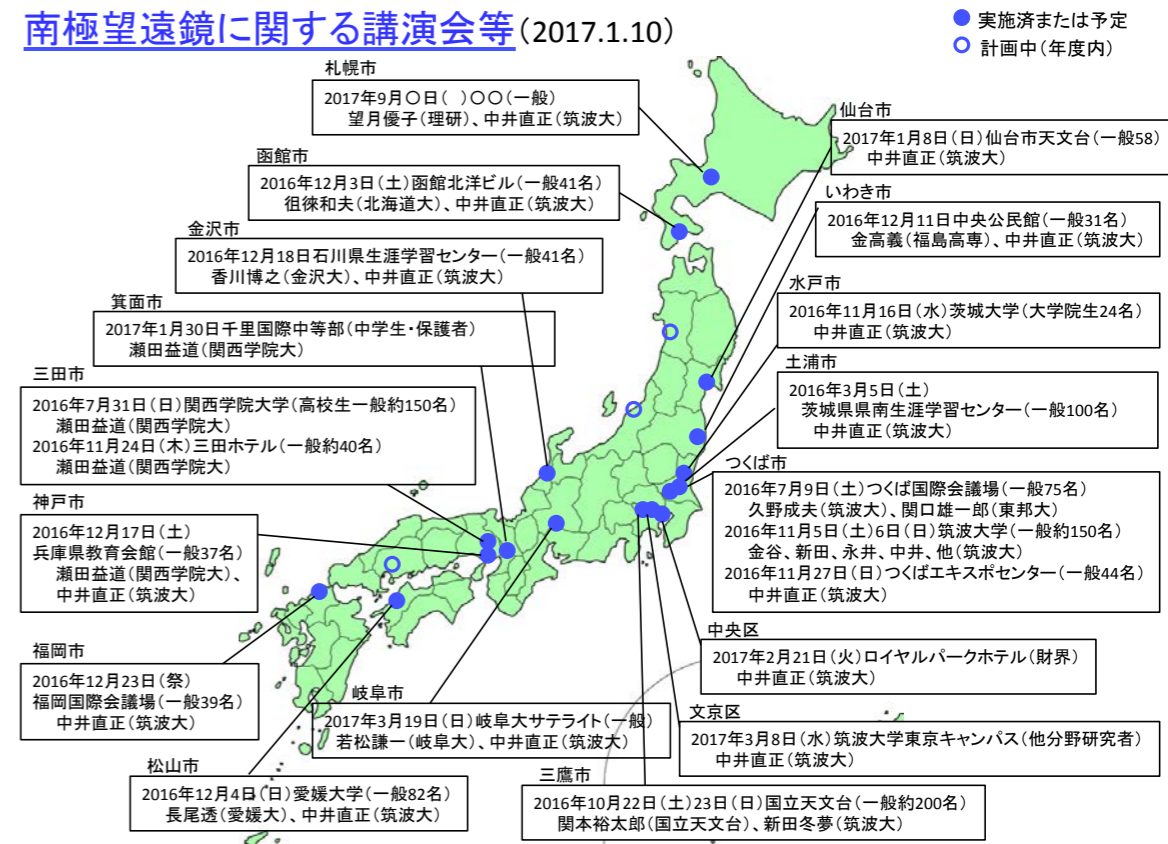 南極望遠鏡に関する講演会等(2017.1.10)
● 実施済または予定
○ 計画中(年度内)
札幌市
2017年9月〇日( )〇〇(一般)
望月優子(理研)、中井直正(筑波大)
函館市
2016年12月3日(土)函館北洋ビル(一般41名)
徂徠和夫(北海道大)、中井直正(筑波大)
金沢市
2016年12月18日石川県生涯学習センター(一般41名)
香川博之(金沢大)、中井直正(筑波大)
箕面市
2017年1月30日千里国際中等部(中学生・保護者)
瀬田益道(関西学院大)
三田市
2016年7月31日(日)関西学院大学(高校生一般約150名)
瀬田益道(関西学院大)
2016年11月24日(木)三田ホテル(一般約40名)
瀬田益道(関西学院大)
神戸市
2016年12月17日(土)
兵庫県教育会館(一般37名)
瀬田益道(関西学院大)、
中井直正(筑波大)
福岡市
2016年12月23日(祭)
福岡国際会議場(一般39名)
中井直正(筑波大)
松山市
2016年12月4日(日)愛媛大学(一般82名)
長尾透(愛媛大)、中井直正(筑波大)
岐阜市
2017年3月19日(日)岐阜大サテライト(一般)
若松謙一(岐阜大)、中井直正(筑波大)
仙台市
2017年1月8日(日)仙台市天文台(一般58)
中井直正(筑波大)
いわき市
2016年12月11日中央公民館(一般31名)
金高義(福島高専)、中井直正(筑波大)
水戸市
2016年11月16日(水)茨城大学(大学院生24名)
中井直正(筑波大)
土浦市
2016年3月5日(土)
茨城県県南生涯学習センター(一般100名)
中井直正(筑波大)
つくば市
2016年7月9日(土)つくば国際会議場(一般75名)
久野成夫(筑波大)、関口雄一郎(東邦大)
2016年11月5日(土)6日(日)筑波大学(一般約150名)
金谷、新田、永井、中井、他(筑波大)
2016年11月27日(日)つくばエキスポセンター(一般44名)
中井直正(筑波大)
中央区
2017年2月21日(火)ロイヤルパークホテル(財界)
中井直正(筑波大)
文京区
2017年3月8日(水)筑波大学東京キャンパス(他分野研究者)
中井直正(筑波大)
三鷹市
2016年10月22日(土)23日(日)国立天文台(一般約200名)
関本裕太郎(国立天文台)、新田冬夢(筑波大)